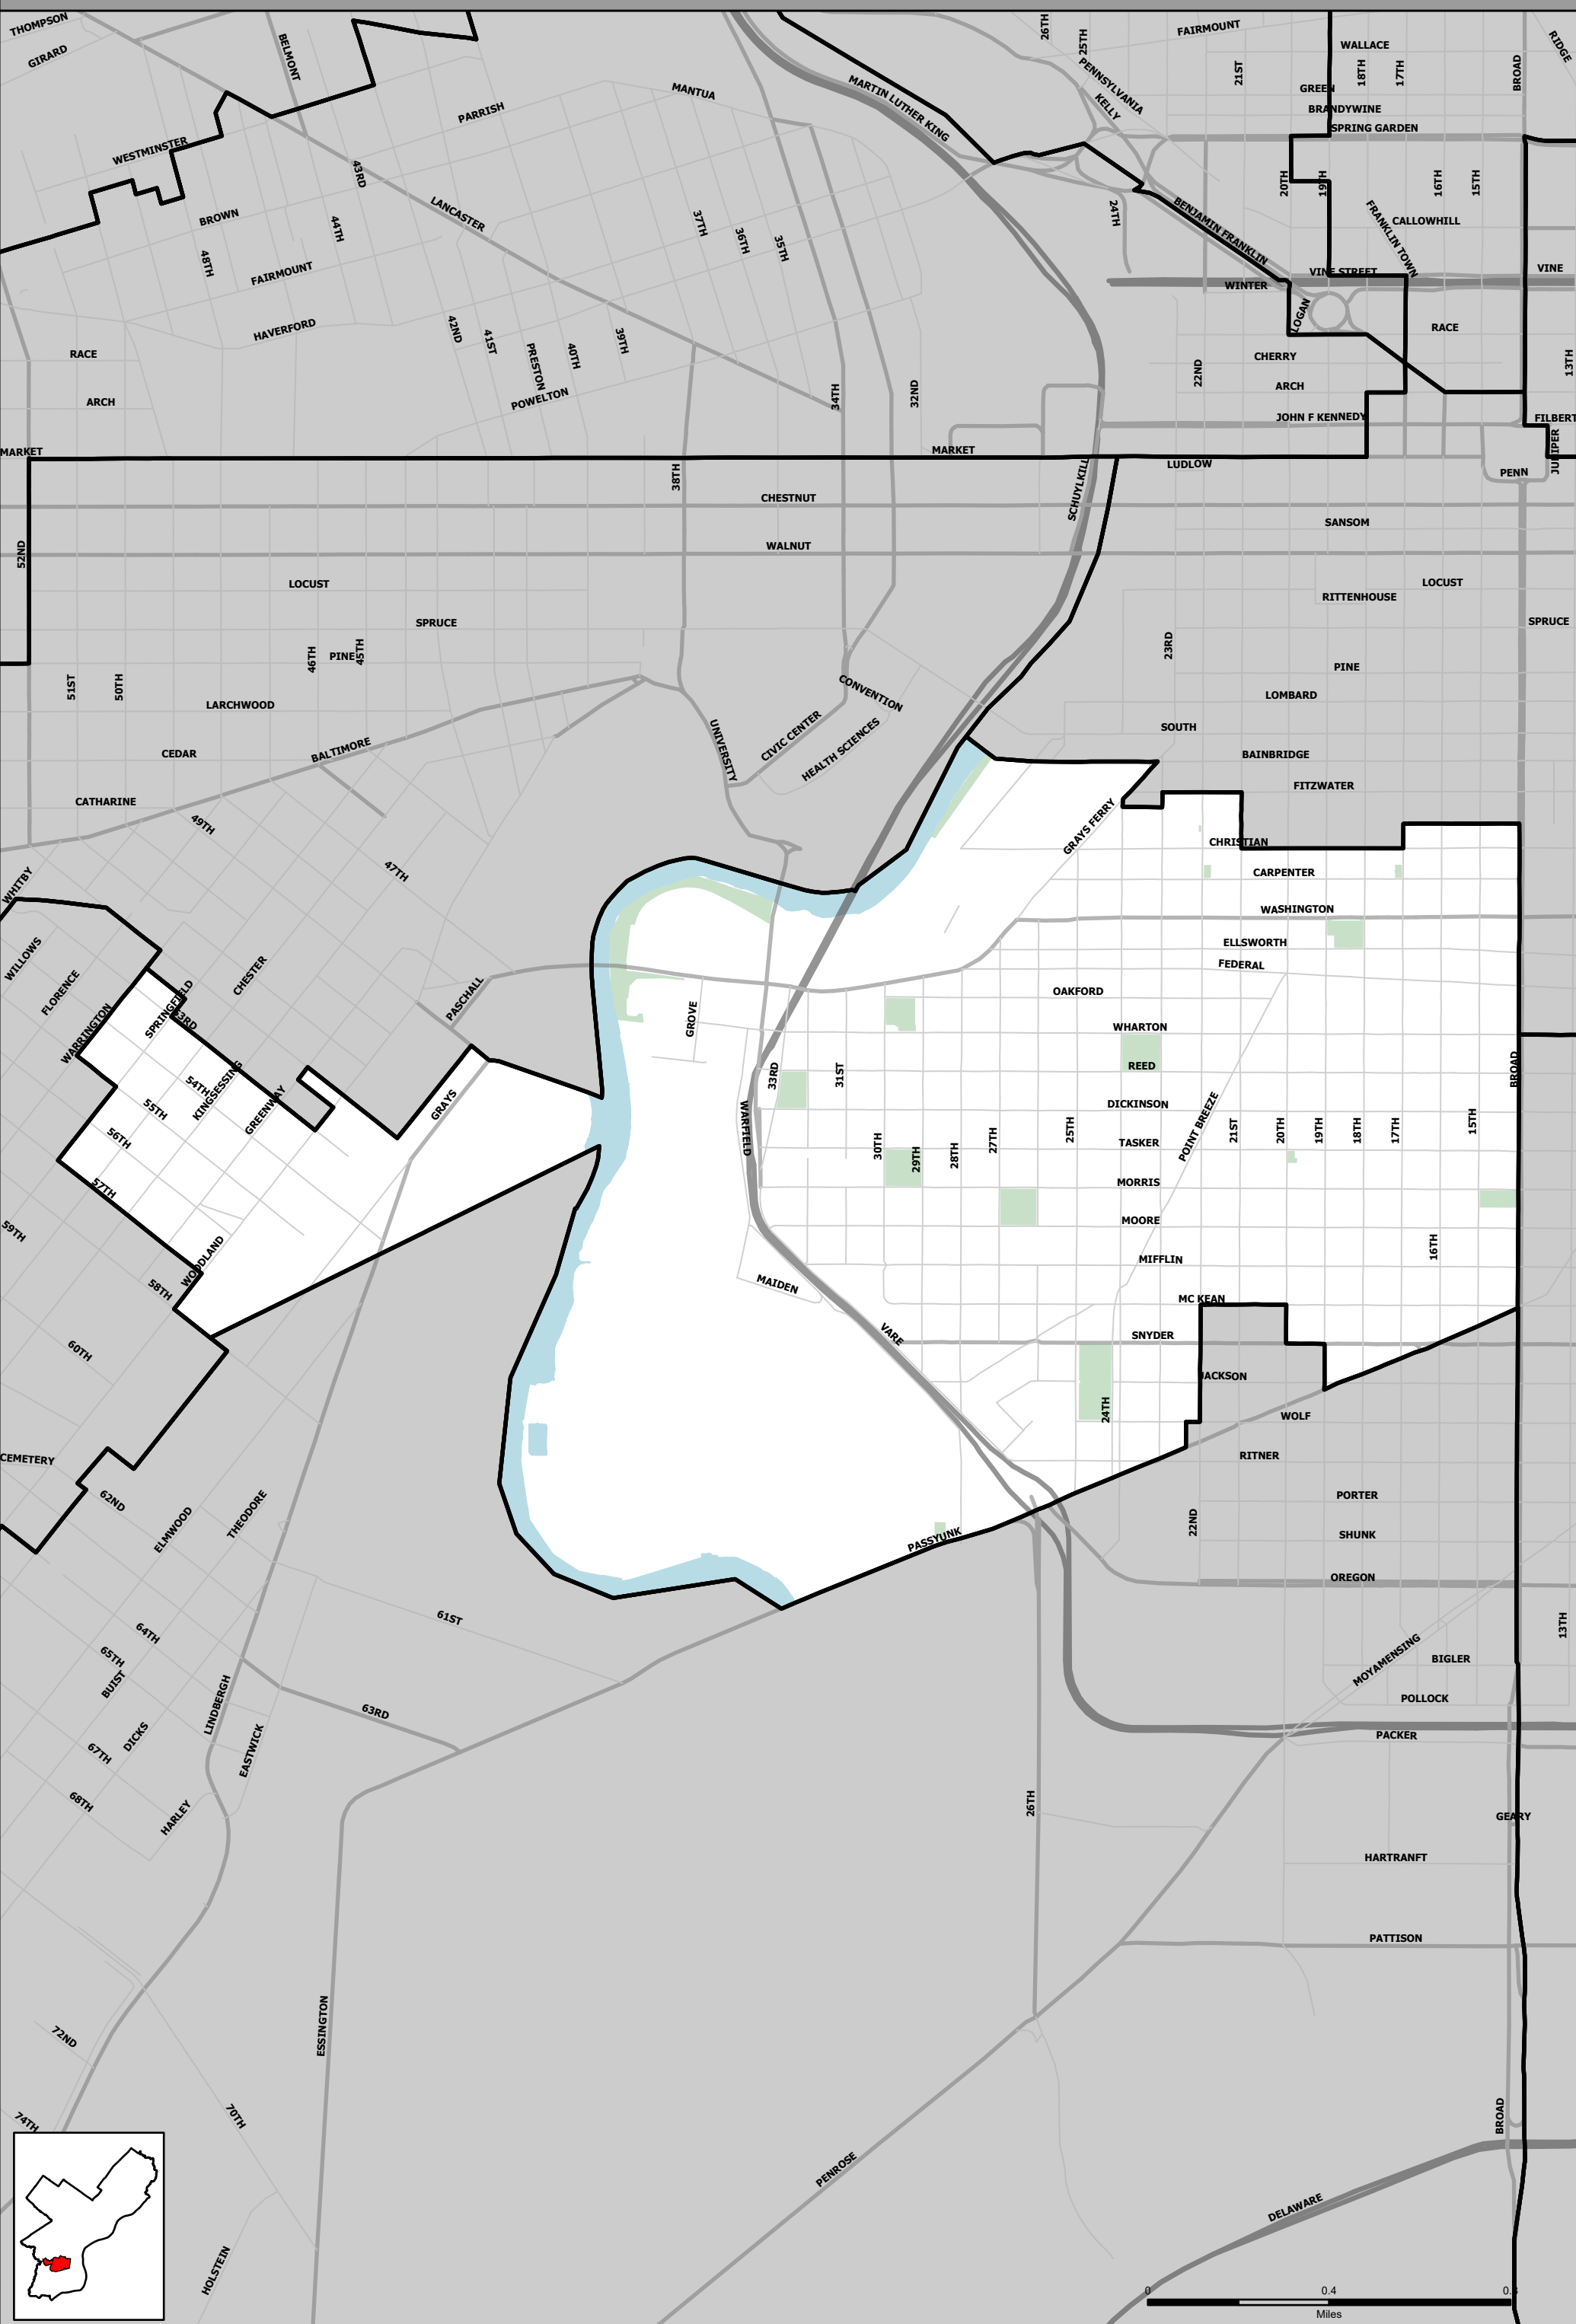 THOMPSON
GIRARD
BELMONT
26TH
25TH
FAIRMOUNT
WALLACE
21ST
18TH
17TH
BROAD
RIDGE
PENNSYLVANIA
KELLY
GREEN
BRANDYWINE
SPRING GARDEN
MANTUA
PARRISH
MARTIN LUTHER KING
WESTMINSTER
43RD
20TH
19TH
16TH
15TH
BROWN
44TH
LANCASTER
37TH
36TH
35TH
24TH
BENJAMIN FRANKLIN
FRANKLIN TOWN
CALLOWHILL
48TH
FAIRMOUNT
VINE STREET
VINE
WINTER
HAVERFORD
42ND
41ST
PRESTON
40TH
39TH
LOGAN
RACE
RACE
CHERRY
22ND
13TH
ARCH
POWELTON
34TH
32ND
ARCH
JOHN F KENNEDY
FILBERT
MARKET
MARKET
LUDLOW
JUNIPER
PENN
38TH
SCHUYLKILL
CHESTNUT
SANSOM
52ND
WALNUT
LOCUST
LOCUST
RITTENHOUSE
SPRUCE
SPRUCE
23RD
46TH
PINE
45TH
PINE
51ST
50TH
LARCHWOOD
CONVENTION
LOMBARD
UNIVERSITY
CIVIC CENTER
HEALTH SCIENCES
SOUTH
CEDAR
BALTIMORE
BAINBRIDGE
CATHARINE
FITZWATER
49TH
GRAYS FERRY
CHRISTIAN
WHITBY
47TH
CARPENTER
WASHINGTON
WILLOWS
FLORENCE
CHESTER
ELLSWORTH
FEDERAL
PASCHALL
OAKFORD
WARRINGTON
SPRINGFIELD
53RD
GROVE
WHARTON
54TH
KINGSESSING
GREENWAY
33RD
31ST
REED
BROAD
55TH
GRAYS
DICKINSON
56TH
WARFIELD
30TH
29TH
28TH
27TH
25TH
TASKER
POINT BREEZE
21ST
20TH
19TH
18TH
17TH
15TH
57TH
MORRIS
59TH
MOORE
WOODLAND
MIFFLIN
16TH
58TH
MAIDEN
MC KEAN
60TH
VARE
SNYDER
JACKSON
24TH
WOLF
CEMETERY
RITNER
62ND
ELMWOOD
THEODORE
PORTER
22ND
PASSYUNK
SHUNK
OREGON
61ST
64TH
13TH
65TH
BUIST
MOYAMENSING
BIGLER
LINDBERGH
POLLOCK
63RD
DICKS
EASTWICK
PACKER
67TH
68TH
HARLEY
26TH
GEARY
HARTRANFT
PATTISON
72ND
ESSINGTON
74TH
70TH
BROAD
PENROSE
DELAWARE
HOLSTEIN
0
0.4
0.
Miles